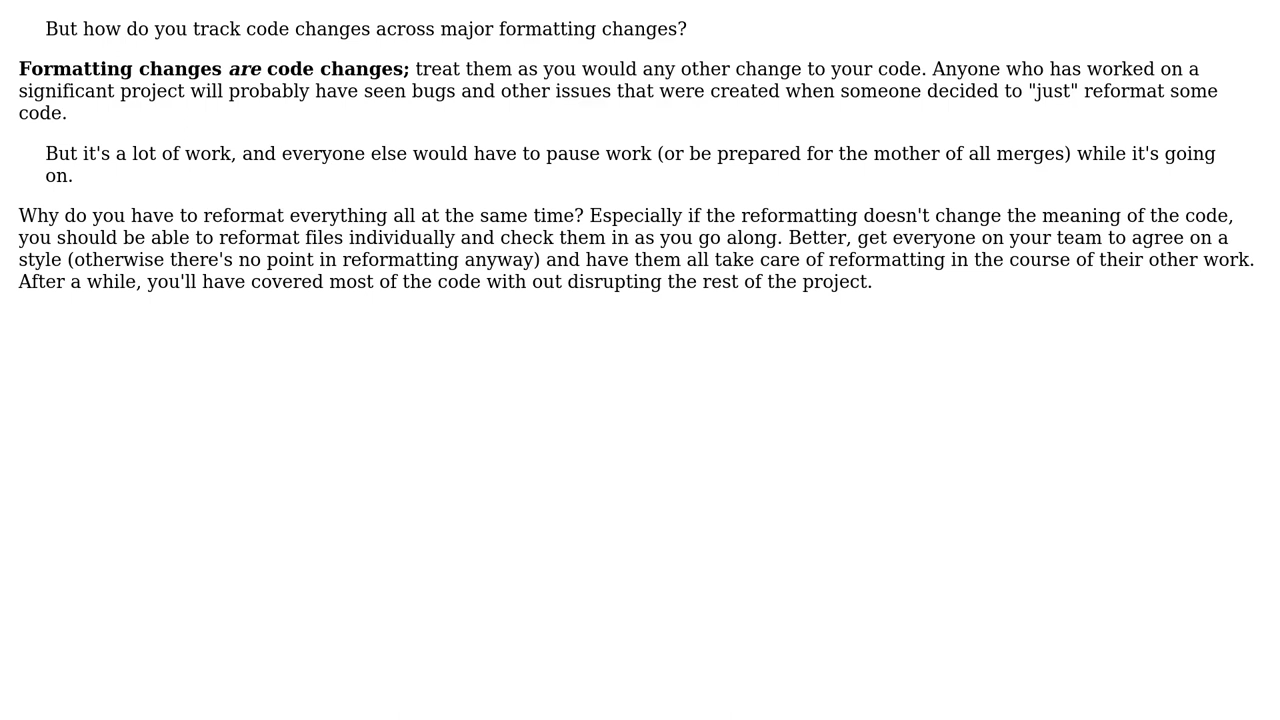 But how do you track code changes across major formatting changes?
Formatting changes are code changes; treat them as you would any other change to your code. Anyone who has worked on a
significant project will probably have seen bugs and other issues that were created when someone decided to "just" reformat some
code.
But it's a lot of work, and everyone else would have to pause work (or be prepared for the mother of all merges) while it's going
on.
Why do you have to reformat everything all at the same time? Especially if the reformatting doesn't change the meaning of the code,
you should be able to reformat files individually and check them in as you go along. Better, get everyone on your team to agree on a
style (otherwise there's no point in reformatting anyway) and have them all take care of reformatting in the course of their other work.
After a while, you'll have covered most of the code with out disrupting the rest of the project.